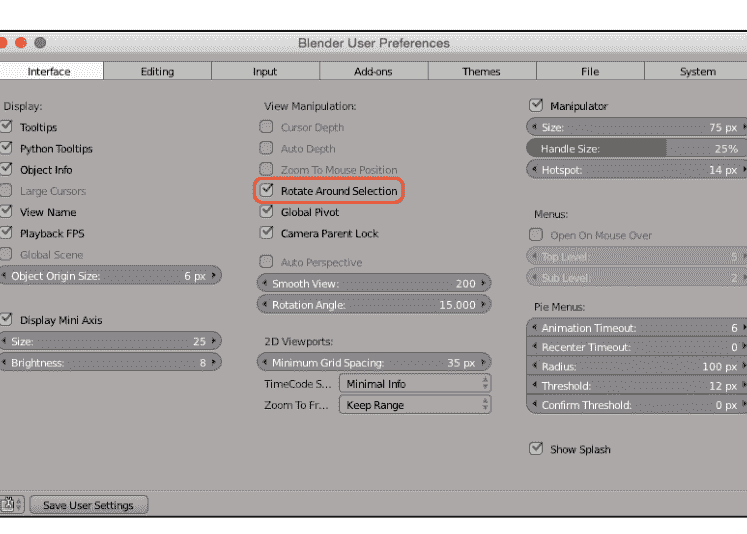 Blender User Preferences
Interface Editing Input Add-ons Themes File System
Display:
Tooltips
Python Tooltips
Object Info
Large Cursors
View Name
Playback FPS
Global Scene
Object Origin Size: 6 px
Display Mini Axis
Size: 25
Brightness: 8
View Manipulation:
Cursor Depth
Auto Depth
Zoom To Mouse Position
Rotate Around Selection
Global Pivot
Camera Parent Lock
Auto Perspective
Smooth View: 200
Rotation Angle: 15.000
2D Viewports:
Minimum Grid Spacing: 35 px
TimeCode S... Minimal Info
Zoom To Fr... Keep Range
Manipulator
Size: 75 px
Handle Size: 25%
Hotspot: 14 px
Menus:
Open On Mouse Over
Top Level: 5
Sub Level: 2
Pie Menus:
Animation Timeout: 6
Recenter Timeout: 0
Radius: 100 px
Threshold: 12 px
Confirm Threshold: 0 px
Show Splash
Save User Settings